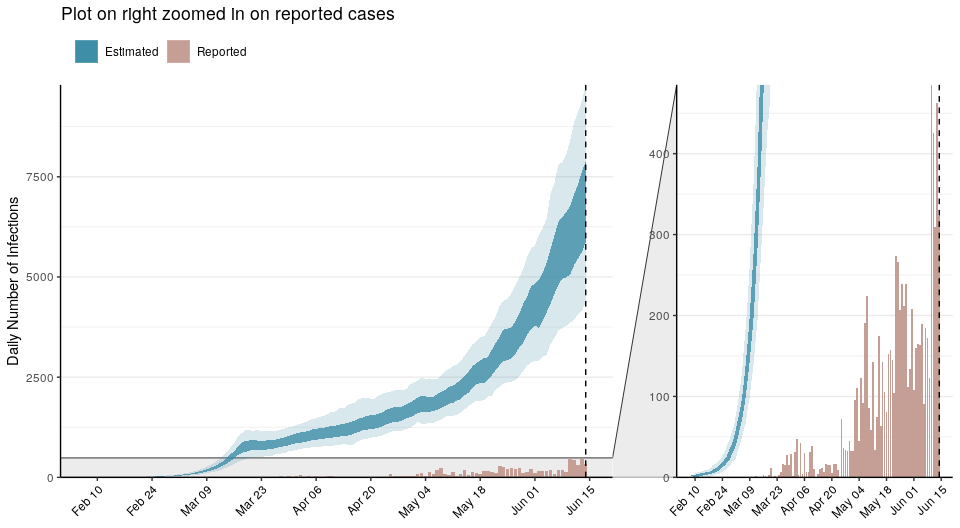 Plot on right zoomed in on reported cases
Estimated Reported
Daily Number of Infections
7500
5000
2500
0
Feb 10 Feb 24 Mar 09 Mar 23 Apr 06 Apr 20 May 04 May 18 Jun 01 Jun 15
400
300
200
100
0
Feb 10 Feb 24 Mar 09 Mar 23 Apr 06 Apr 20 May 04 May 18 Jun 01 Jun 15